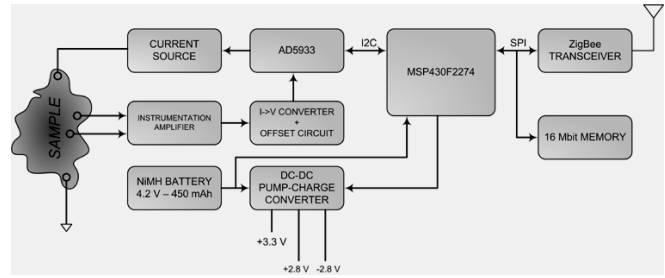 CURRENT
SOURCE
AD5933
I2C
MSP430F2274
SPI
ZigBee
TRANSCEIVER
SAMPLE
INSTRUMENTATION
AMPLIFIER
I->V CONVERTER
+
OFFSET CIRCUIT
16 Mbit MEMORY
NiMH BATTERY
4.2 V – 450 mAh
DC-DC
PUMP-CHARGE
CONVERTER
+3.3 V
+2.8 V
-2.8 V